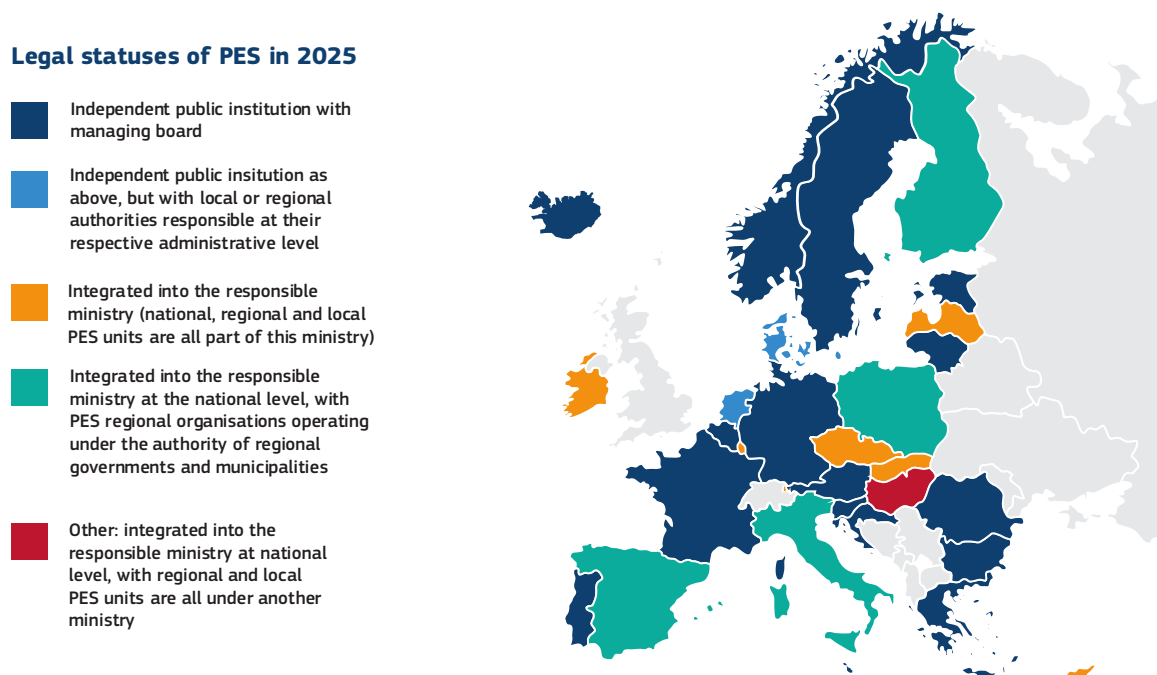 Legal statuses of PES in 2025
Independent public institution with
managing board
Independent public insitution as
above, but with local or regional
authorities responsible at their
respective administrative level
Integrated into the responsible
ministry (national, regional and local
PES units are all part of this ministry)
Integrated into the responsible
ministry at the national level, with
PES regional organisations operating
under the authority of regional
governments and municipalities
Other: integrated into the
responsible ministry at national
level, with regional and local
PES units are all under another
ministry